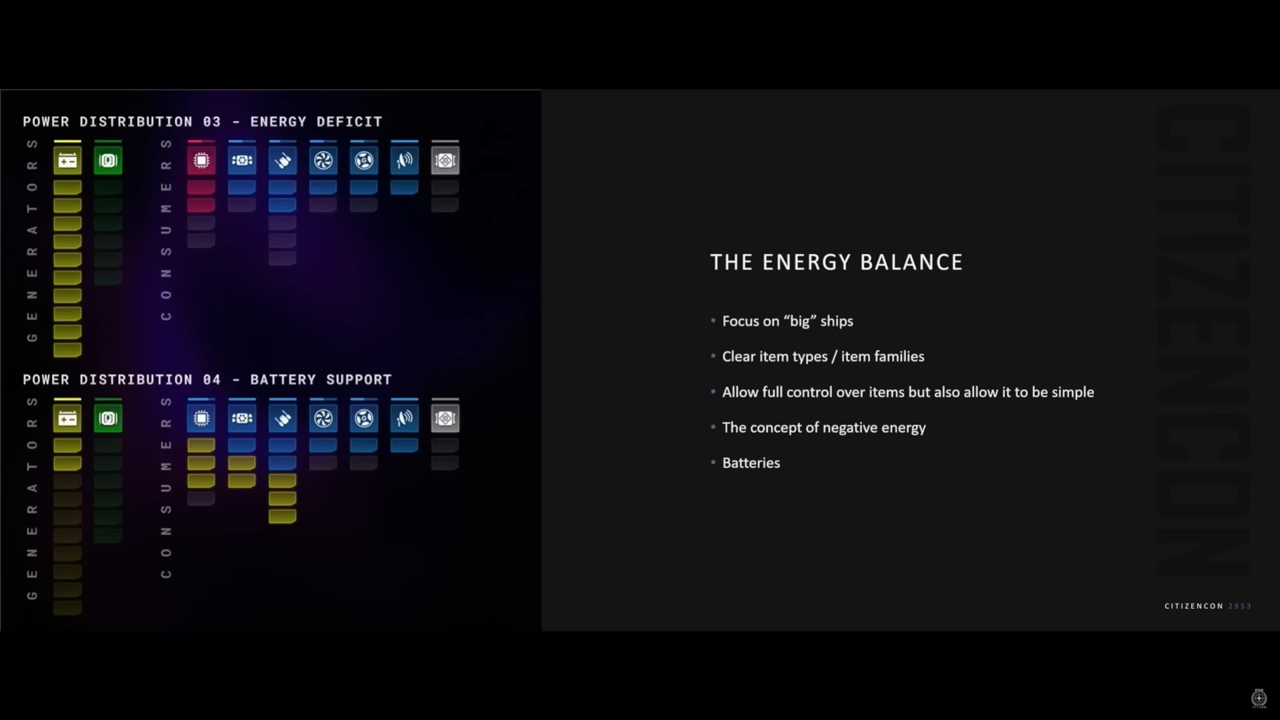 POWER DISTRIBUTION 03 - ENERGY DEFICIT
GENERATORS
CONSUMERS
POWER DISTRIBUTION 04 - BATTERY SUPPORT
GENERATORS
CONSUMERS
THE ENERGY BALANCE
• Focus on “big” ships
• Clear item types / item families
• Allow full control over items but also allow it to be simple
• The concept of negative energy
• Batteries
CITIZENCON
CITIZENCON 2953